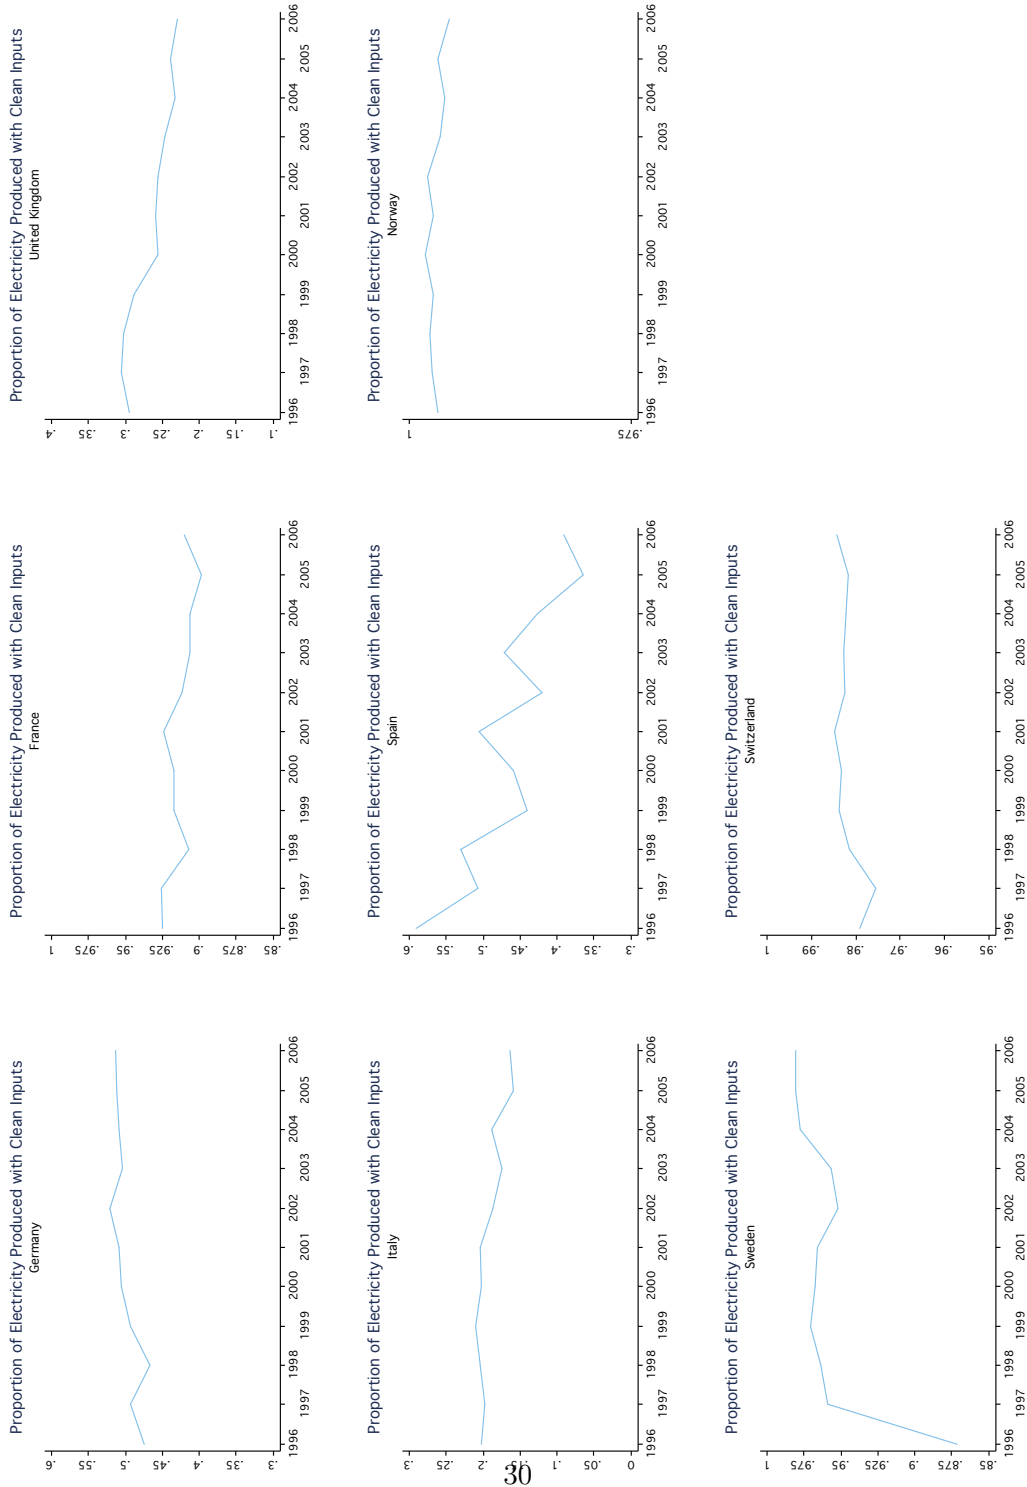 Proportion of Electricity Produced with Clean Inputs
Germany
.6
.55
.5
.45
.4
.35
.3
1996 1997 1998 1999 2000 2001 2002 2003 2004 2005 2006
Proportion of Electricity Produced with Clean Inputs
France
1
.975
.95
.925
.9
.875
.85
1996 1997 1998 1999 2000 2001 2002 2003 2004 2005 2006
Proportion of Electricity Produced with Clean Inputs
United Kingdom
.4
.35
.3
.25
.2
.15
.1
1996 1997 1998 1999 2000 2001 2002 2003 2004 2005 2006
Proportion of Electricity Produced with Clean Inputs
Italy
.3
.25
.2
.15
.1
.05
0
1996 1997 1998 1999 2000 2001 2002 2003 2004 2005 2006
Proportion of Electricity Produced with Clean Inputs
Spain
.6
.55
.5
.45
.4
.35
.3
1996 1997 1998 1999 2000 2001 2002 2003 2004 2005 2006
Proportion of Electricity Produced with Clean Inputs
Norway
1
.975
1996 1997 1998 1999 2000 2001 2002 2003 2004 2005 2006
Proportion of Electricity Produced with Clean Inputs
Sweden
1
.975
.95
.925
.9
.875
.85
1996 1997 1998 1999 2000 2001 2002 2003 2004 2005 2006
Proportion of Electricity Produced with Clean Inputs
Switzerland
1
.99
.98
.97
.96
.95
1996 1997 1998 1999 2000 2001 2002 2003 2004 2005 2006
30